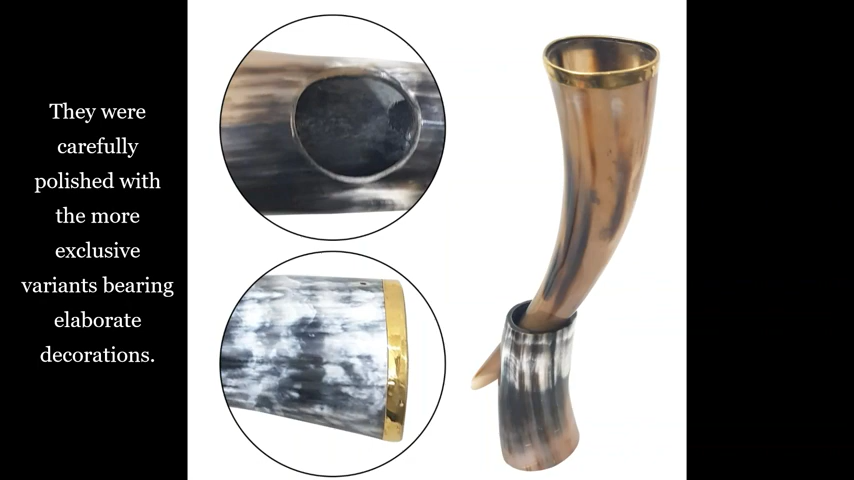 They were
carefully
polished with
the more
exclusive
variants bearing
elaborate
decorations.